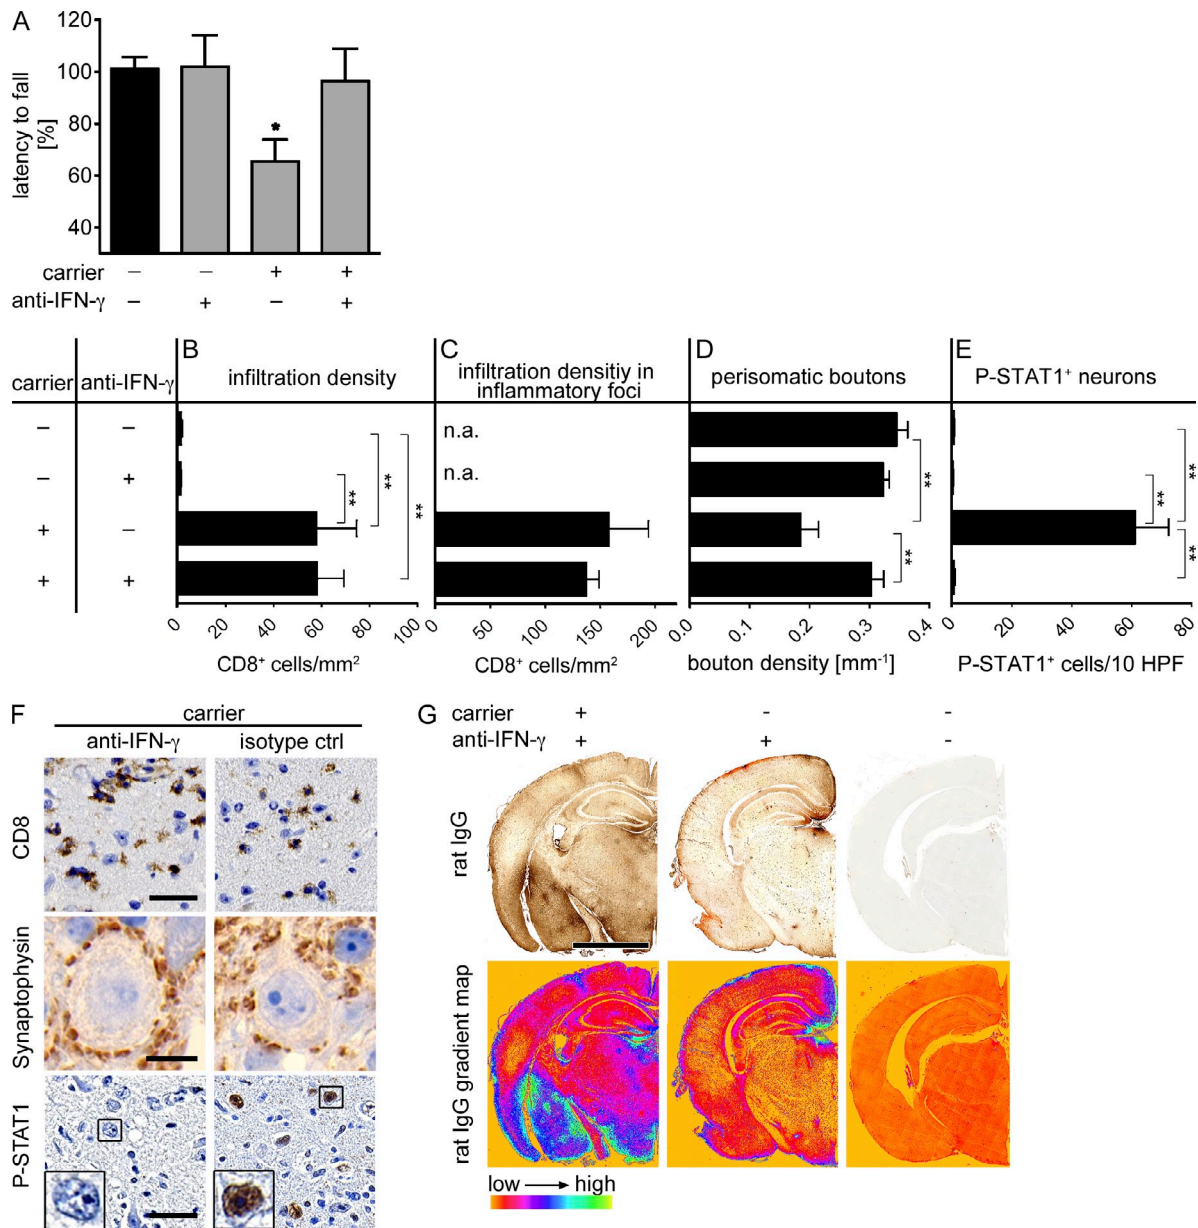 A
120
100
80
60
40
latency to fall
[%]
*
carrier – – + +
anti-IFN-γ – + – +
carrier anti-IFN-γ
– –
– +
+ –
+ +
B
infiltration density
**
**
**
0 20 40 60 80 100
CD8⁺ cells/mm²
C
infiltration densitiy in
inflammatory foci
n.a.
n.a.
0 50 100 150 200
CD8⁺ cells/mm²
D
perisomatic boutons
**
**
0.0 0.1 0.2 0.3 0.4
bouton density [mm⁻¹]
E
P-STAT1⁺ neurons
**
**
**
0 20 40 60 80
P-STAT1⁺ cells/10 HPF
F
carrier
anti-IFN-γ isotype ctrl
CD8
Synaptophysin
P-STAT1
G
carrier + - -
anti-IFN-γ + + -
rat IgG
rat IgG gradient map
low → high